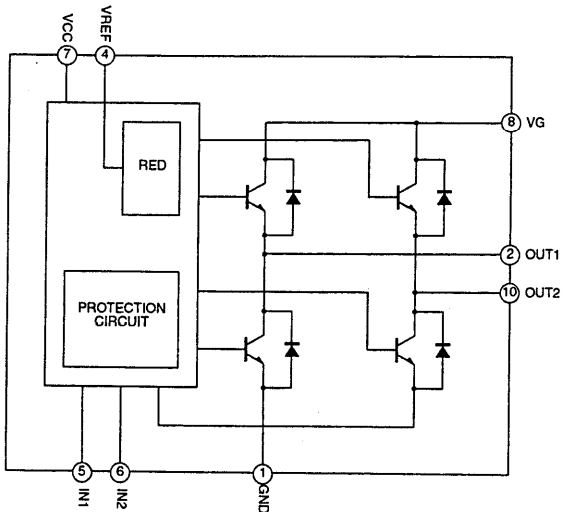 VCC
VREF
7
4
8 VG
RED
2 OUT1
10 OUT2
PROTECTION
CIRCUIT
5
6
1
IN1
IN2
GND